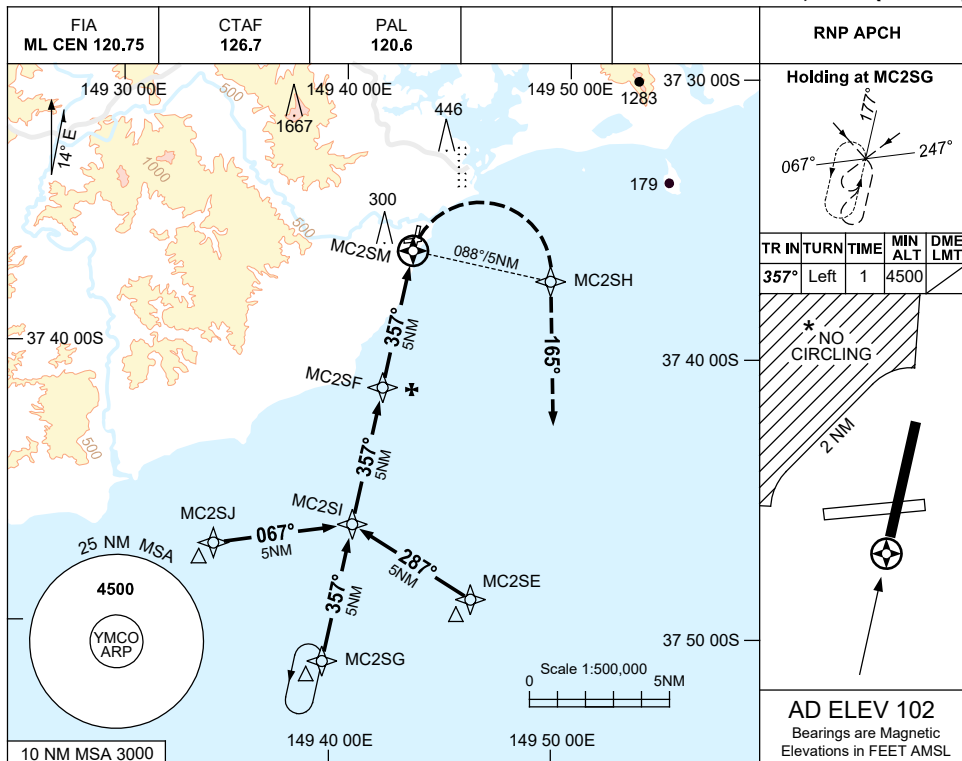 FIA
ML CEN 120.75
CTAF
126.7
PAL
120.6
RNP APCH
149 30 00E
149 40 00E
149 50 00E
37 30 00S
14° E
500
1000
1667
446
1283
179
500
300
MC2SM
088°/5NM
MC2SH
357°
5NM
165°
37 40 00S
37 40 00S
MC2SF
500
357°
5NM
MC2SI
MC2SJ
067°
5NM
287°
5NM
MC2SE
357°
5NM
MC2SG
25 NM MSA
4500
YMCO
ARP
37 50 00S
Scale 1:500,000
0
5NM
149 40 00E
149 50 00E
10 NM MSA 3000
Holding at MC2SG
177°
067°
247°
TR IN TURN TIME MIN ALT DME LMT
357° Left 1 4500
* NO
CIRCLING
2 NM
AD ELEV 102
Bearings are Magnetic
Elevations in FEET AMSL